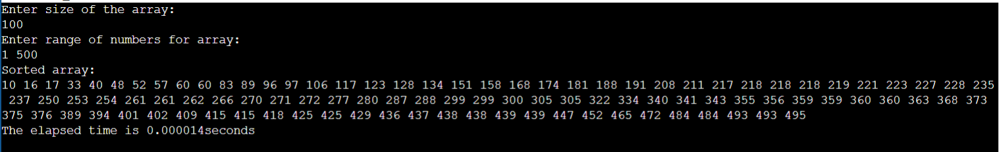 Enter size of the array:
100
Enter range of numbers for array:
1 500
Sorted array:
10 16 17 33 40 48 52 57 60 60 83 89 96 97 106 117 123 128 134 151 158 168 174 181 188 191 208 211 217 218 218 218 219 221 223 227 228 235
237 250 253 254 261 261 262 266 270 271 272 277 280 287 288 299 299 300 305 305 322 334 340 341 343 355 356 359 359 360 360 363 368 373
375 376 389 394 401 402 409 415 415 418 425 425 429 436 437 438 438 439 439 447 452 465 472 484 484 493 493 495
The elapsed time is 0.000014seconds